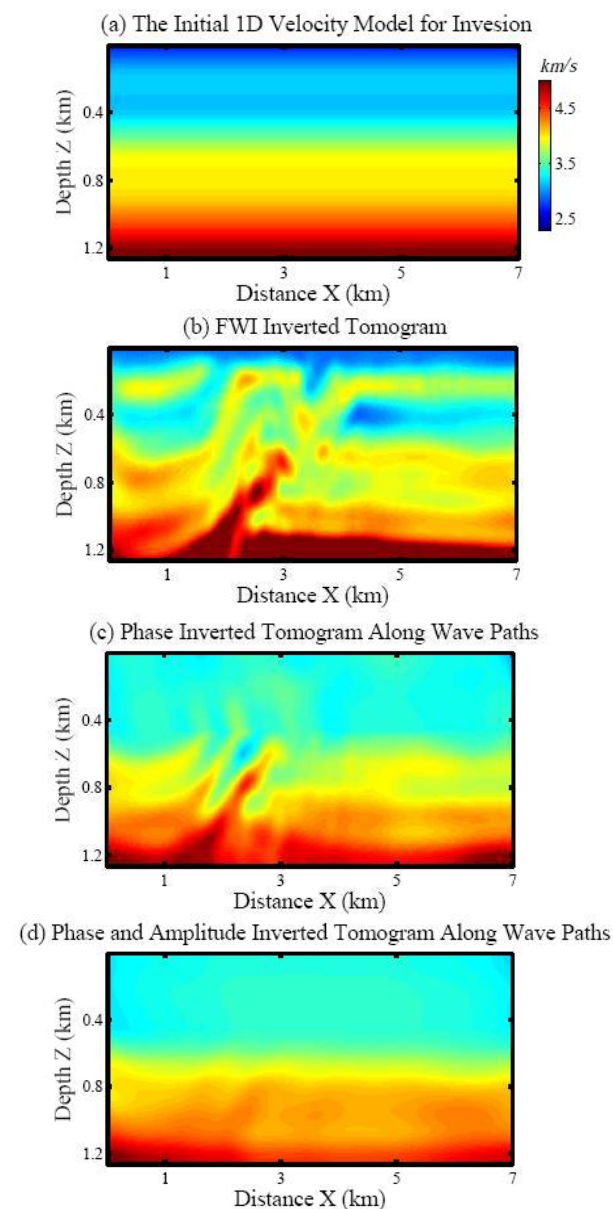 (a) The Initial 1D Velocity Model for Invesion
km/s
4.5
3.5
2.5
Depth Z (km)
0.4
0.8
1.2
1 3 5 7
Distance X (km)
(b) FWI Inverted Tomogram
Depth Z (km)
0.4
0.8
1.2
1 3 5 7
Distance X (km)
(c) Phase Inverted Tomogram Along Wave Paths
Depth Z (km)
0.4
0.8
1.2
1 3 5 7
Distance X (km)
(d) Phase and Amplitude Inverted Tomogram Along Wave Paths
Depth Z (km)
0.4
0.8
1.2
1 3 5 7
Distance X (km)